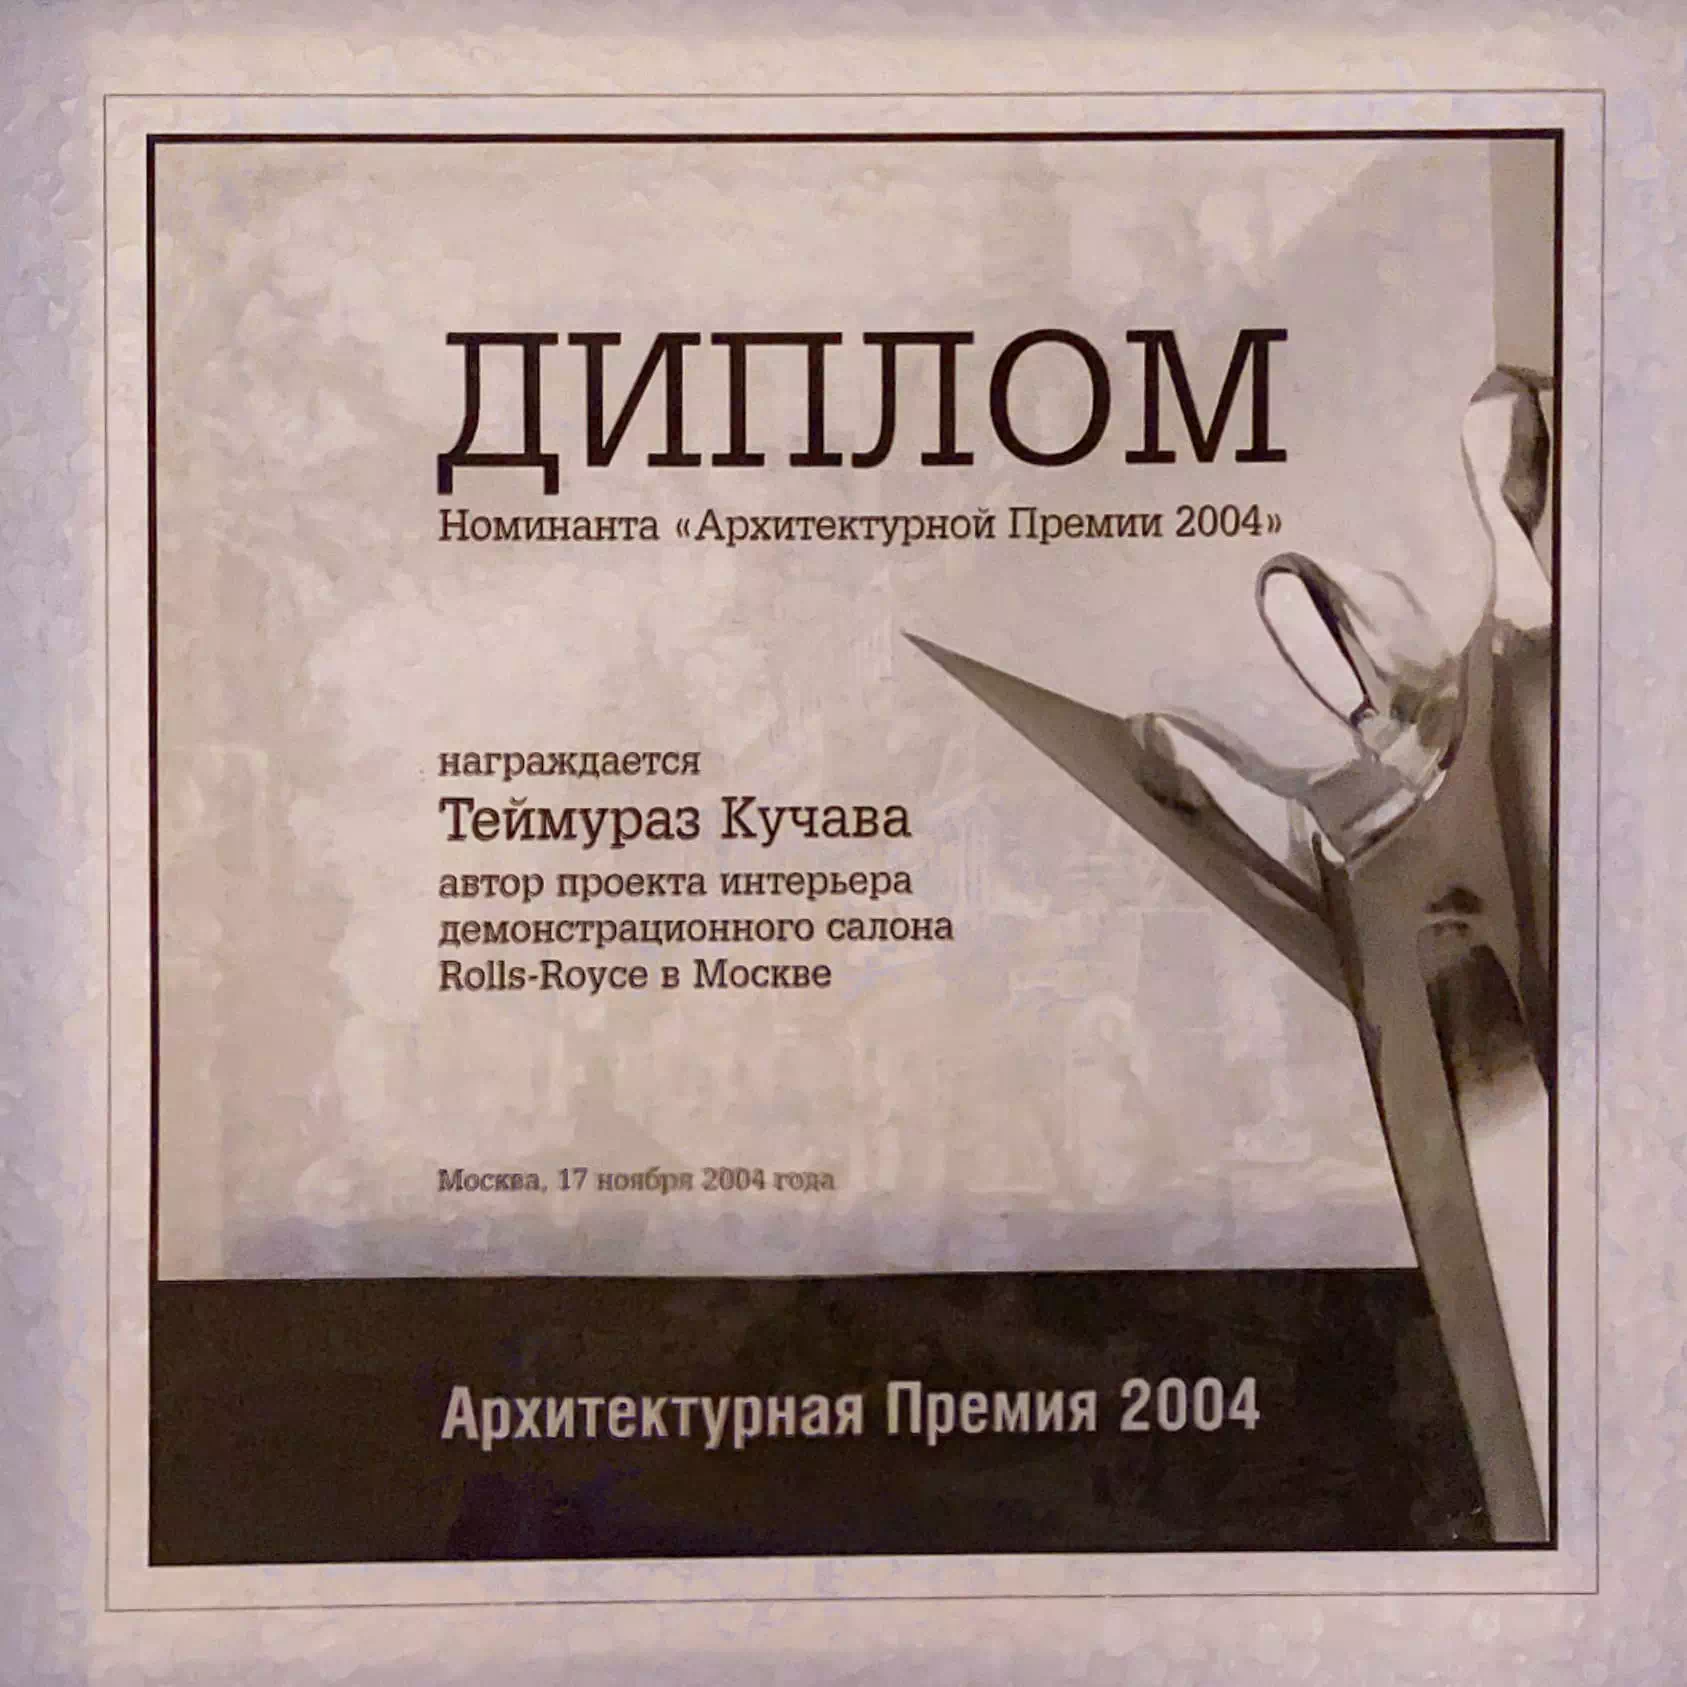 ДИПЛОМ
Номинанта «Архитектурной Премии 2004»
награждается
Теймураз Кучава
автор проекта интерьера
демонстрационного салона
Rolls-Royce в Москве
Москва, 17 ноября 2004 года
Архитектурная Премия 2004